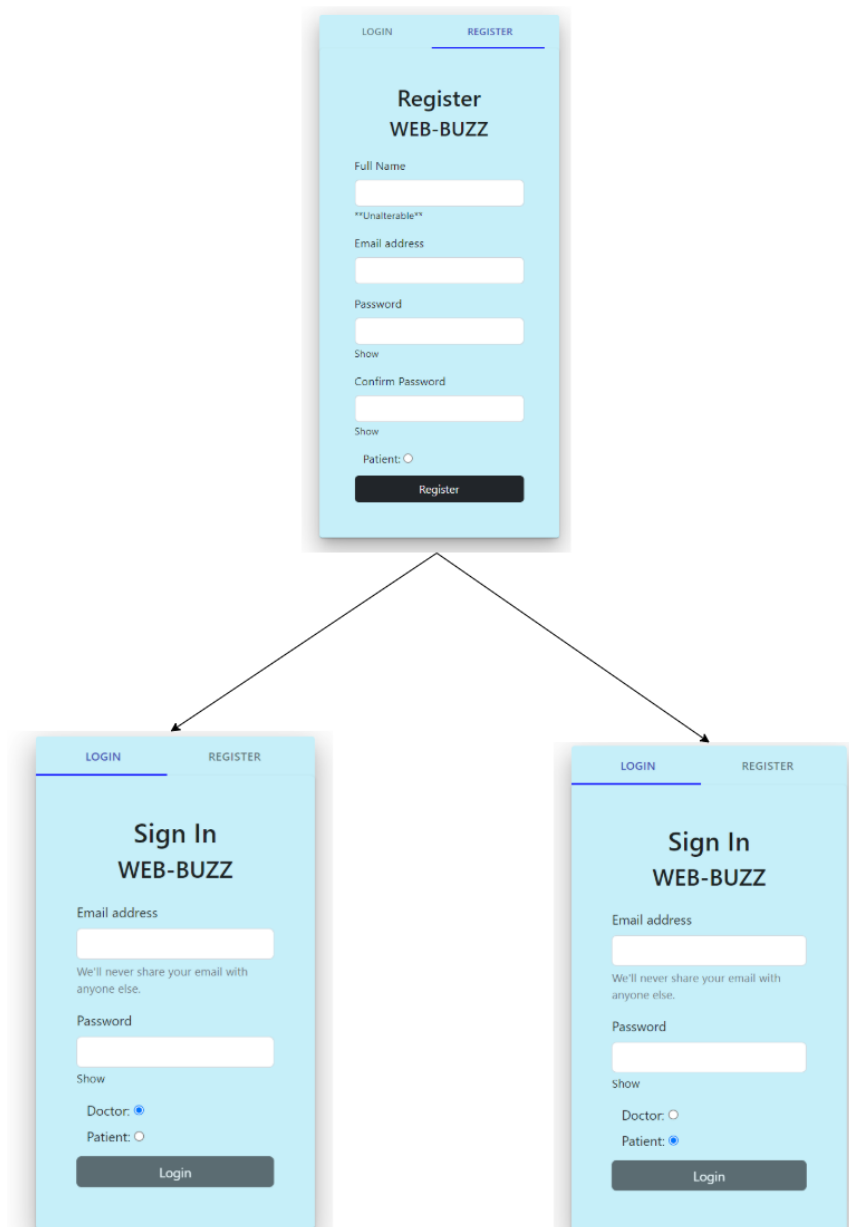 LOGIN REGISTER
Register
WEB-BUZZ
Full Name
**Unalterable**
Email address
Password
Show
Confirm Password
Show
Patient:
Register
LOGIN REGISTER
Sign In
WEB-BUZZ
Email address
We'll never share your email with
anyone else.
Password
Show
Doctor:
Patient:
Login
LOGIN REGISTER
Sign In
WEB-BUZZ
Email address
We'll never share your email with
anyone else.
Password
Show
Doctor:
Patient:
Login